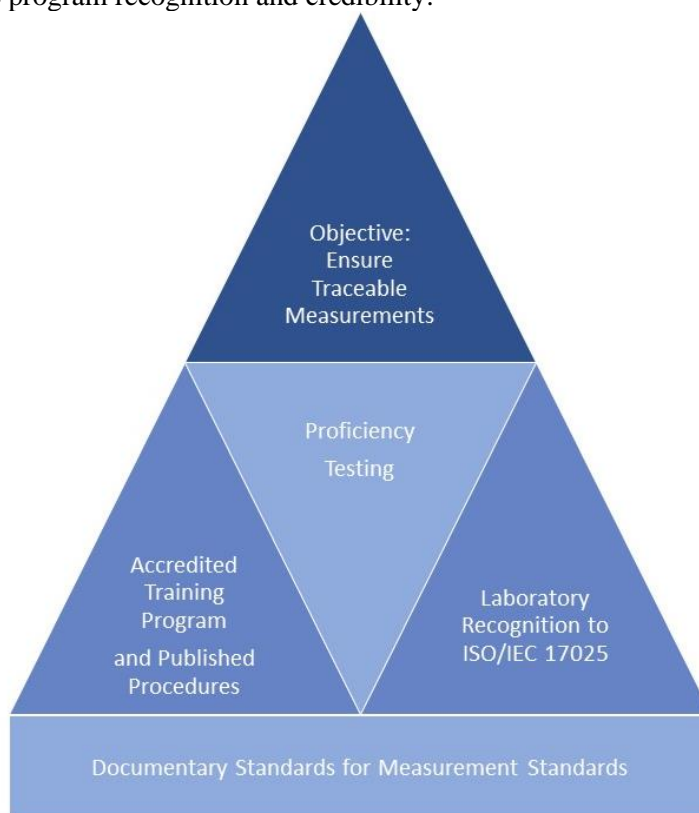 program recognition and credibility.
Objective:
Ensure
Traceable
Measurements
Proficiency
Testing
Accredited
Training
Program
and Published
Procedures
Laboratory
Recognition to
ISO/IEC 17025
Documentary Standards for Measurement Standards